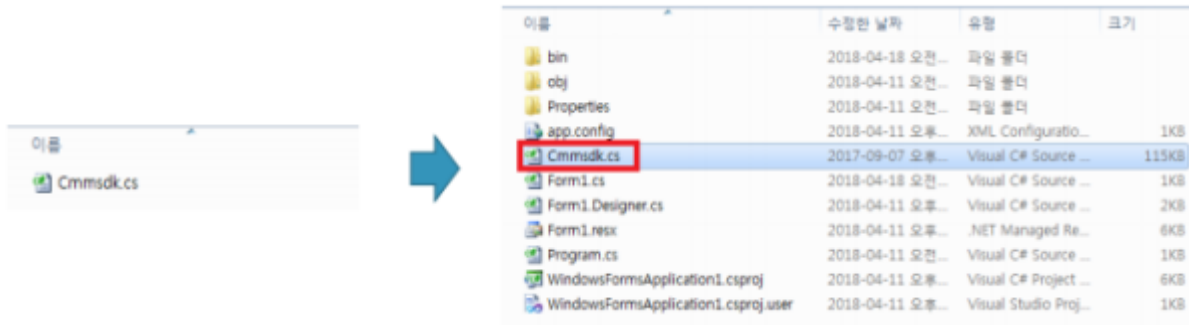 이름
Cmmsdk.cs
이름 수정한 날짜 유형 크기
bin 2018-04-18 오전... 파일 폴더
obj 2018-04-11 오전... 파일 폴더
Properties 2018-04-11 오전... 파일 폴더
app.config 2018-04-11 오후... XML Configuratio... 1KB
Cmmsdk.cs 2017-09-07 오후... Visual C# Source ... 115KB
Form1.cs 2018-04-18 오전... Visual C# Source ... 1KB
Form1.Designer.cs 2018-04-11 오후... Visual C# Source ... 2KB
Form1.resx 2018-04-11 오후... .NET Managed Re... 6KB
Program.cs 2018-04-11 오전... Visual C# Source ... 1KB
WindowsFormsApplication1.csproj 2018-04-11 오후... Visual C# Project ... 6KB
WindowsFormsApplication1.csproj.user 2018-04-11 오후... Visual Studio Proj... 1KB